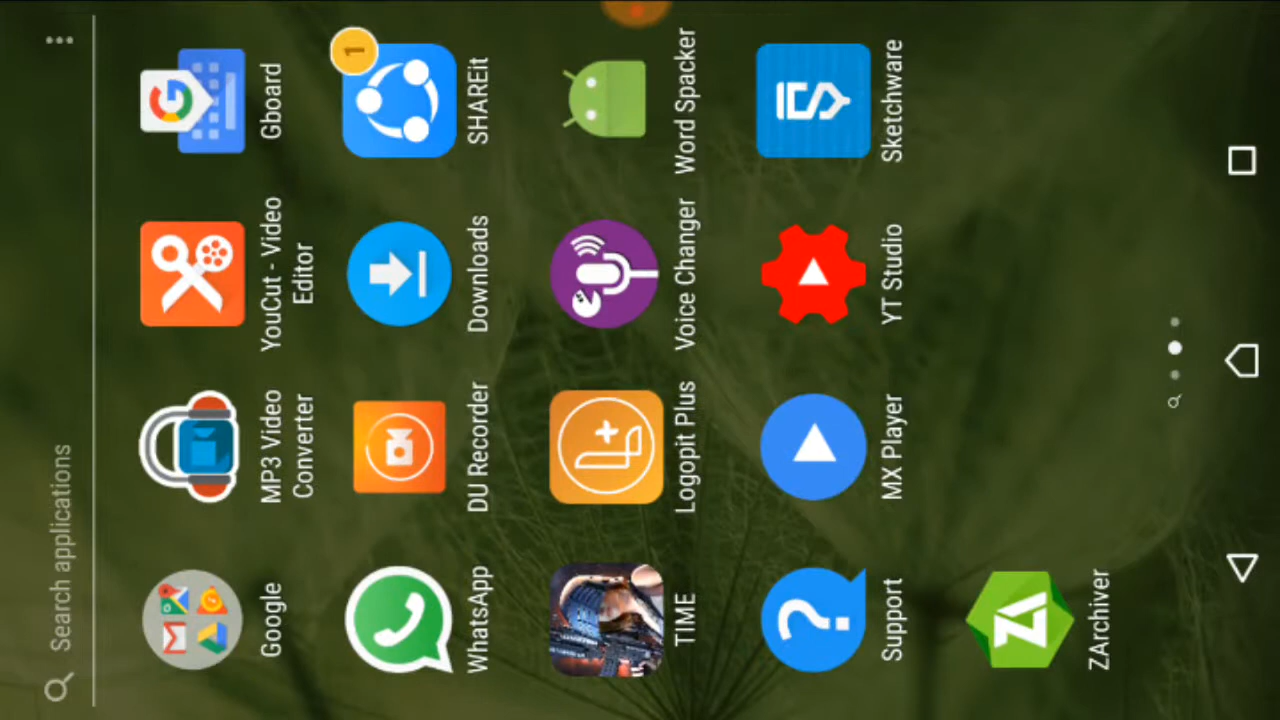 Search applications
Google
MP3 Video
Converter
YouCut - Video
Editor
Gboard
WhatsApp
DU Recorder
Downloads
1
SHAREit
TIME
Logopit Plus
Voice Changer
Word Spacker
Support
MX Player
YT Studio
Sketchware
ZArchiver